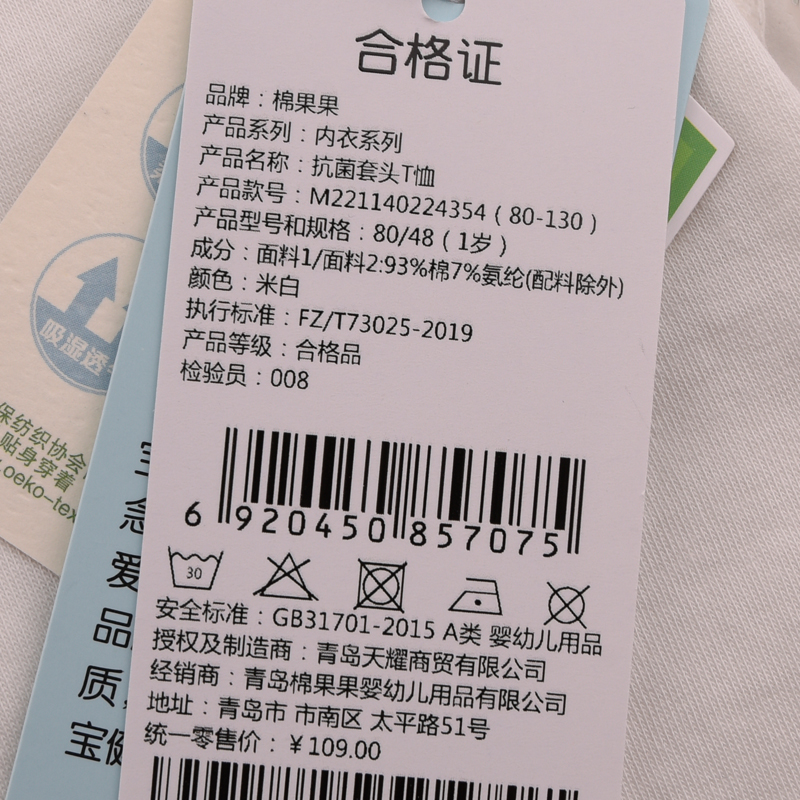 合格证
品牌：棉果果
产品系列：内衣系列
产品名称：抗菌套头T恤
产品款号：M221140224354（80-130）
产品型号和规格：80/48（1岁）
成分：面料1/面料2:93%棉7%氨纶(配料除外)
颜色：米白
执行标准：FZ/T73025-2019
产品等级：合格品
检验员：008
6 920450 857075
30
安全标准：GB31701-2015 A类 婴幼儿用品
授权及制造商：青岛天耀商贸有限公司
经销商：青岛棉果果婴幼儿用品有限公司
地址：青岛市 市南区 太平路51号
统一零售价：￥109.00
吸湿透
保纺织协会
贴身穿着
.oeko-tex
爱
品
质
宝